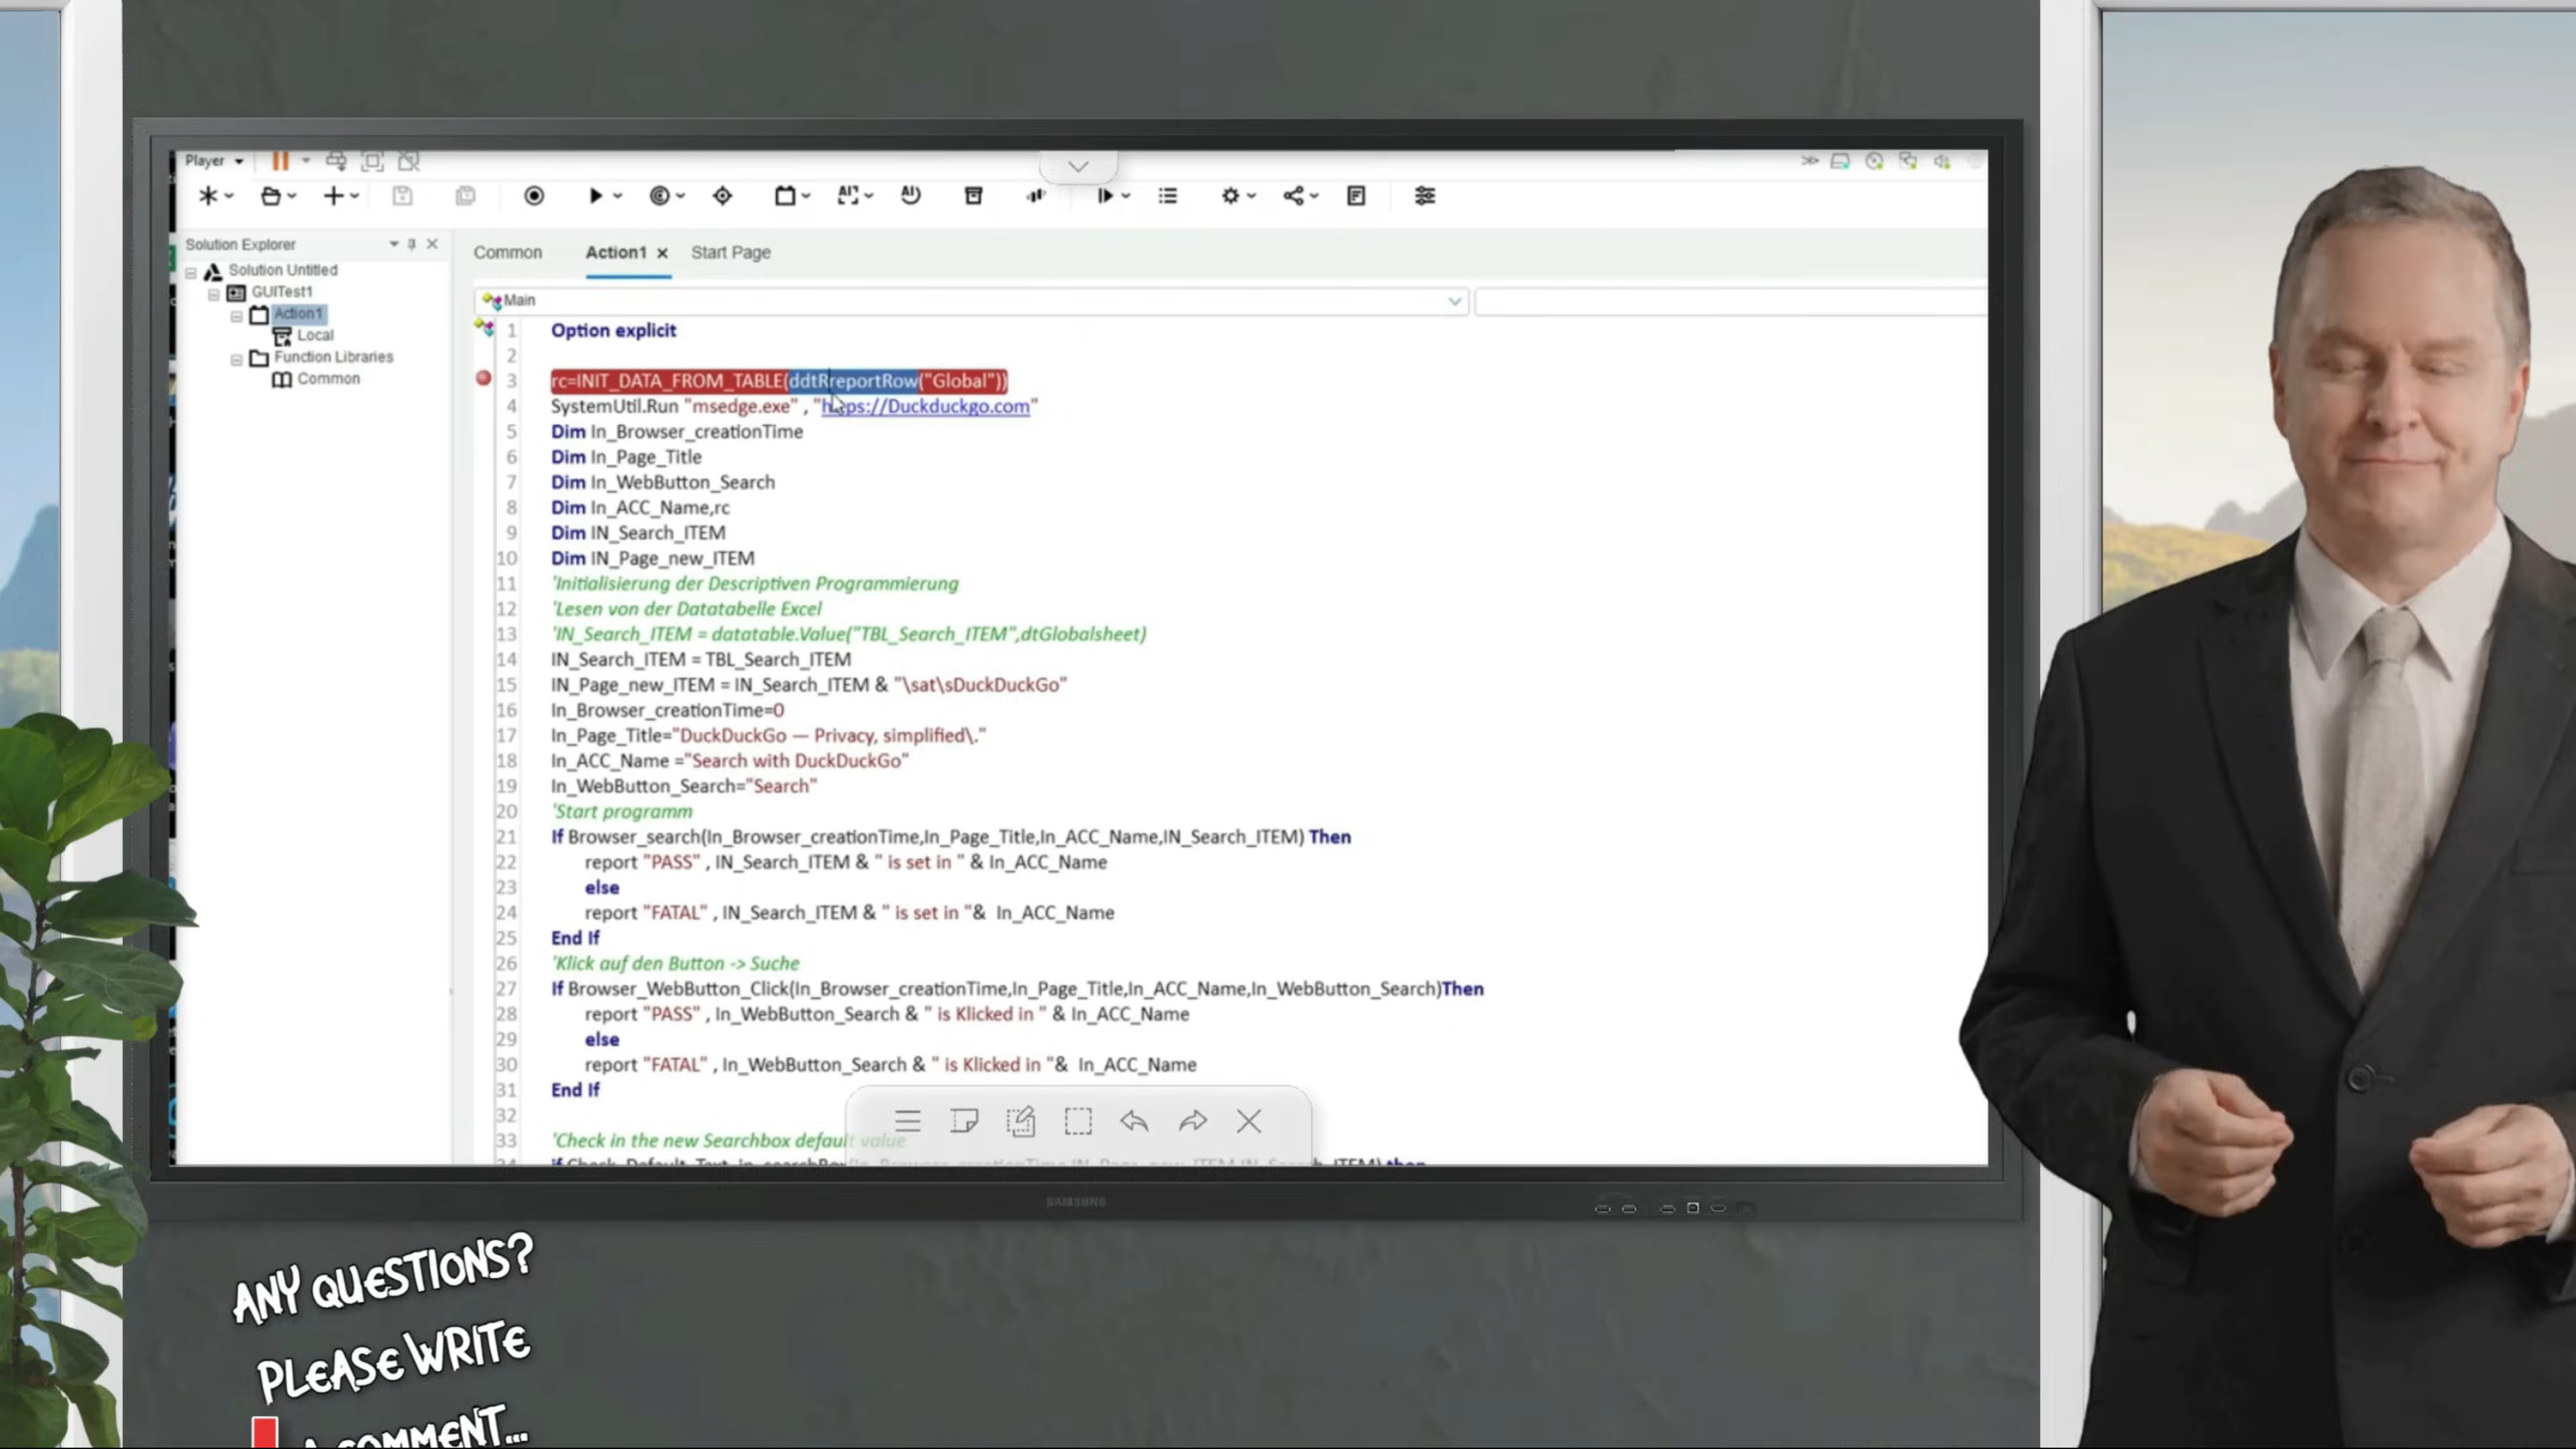 Player
Solution Explorer
Solution Untitled
GUITest1
Action1
Local
Function Libraries
Common
Common
Action1
Start Page
Main
1 Option explicit
2
3 rc=INIT_DATA_FROM_TABLE(ddtRreportRow("Global"))
4 SystemUtil.Run "msedge.exe" , "https://Duckduckgo.com"
5 Dim In_Browser_creationTime
6 Dim In_Page_Title
7 Dim In_WebButton_Search
8 Dim In_ACC_Name,rc
9 Dim IN_Search_ITEM
10 Dim IN_Page_new_ITEM
11 'Initialisierung der Descriptiven Programmierung
12 'Lesen von der Datatabelle Excel
13 'IN_Search_ITEM = datatable.Value("TBL_Search_ITEM",dtGlobalsheet)
14 IN_Search_ITEM = TBL_Search_ITEM
15 IN_Page_new_ITEM = IN_Search_ITEM & "\sat\sDuckDuckGo"
16 In_Browser_creationTime=0
17 In_Page_Title="DuckDuckGo — Privacy, simplified\."
18 In_ACC_Name ="Search with DuckDuckGo"
19 In_WebButton_Search="Search"
20 'Start programm
21 If Browser_search(In_Browser_creationTime,In_Page_Title,In_ACC_Name,IN_Search_ITEM) Then
22 report "PASS" , IN_Search_ITEM & " is set in " & In_ACC_Name
23 else
24 report "FATAL" , IN_Search_ITEM & " is set in "& In_ACC_Name
25 End If
26 'Klick auf den Button -> Suche
27 If Browser_WebButton_Click(In_Browser_creationTime,In_Page_Title,In_ACC_Name,In_WebButton_Search)Then
28 report "PASS" , In_WebButton_Search & " is Klicked in " & In_ACC_Name
29 else
30 report "FATAL" , In_WebButton_Search & " is Klicked in "& In_ACC_Name
31 End If
32
33 'Check in the new Searchbox default value
SAMSUNG
ANY QUESTIONS?
PLEASE WRITE
A COMMENT...